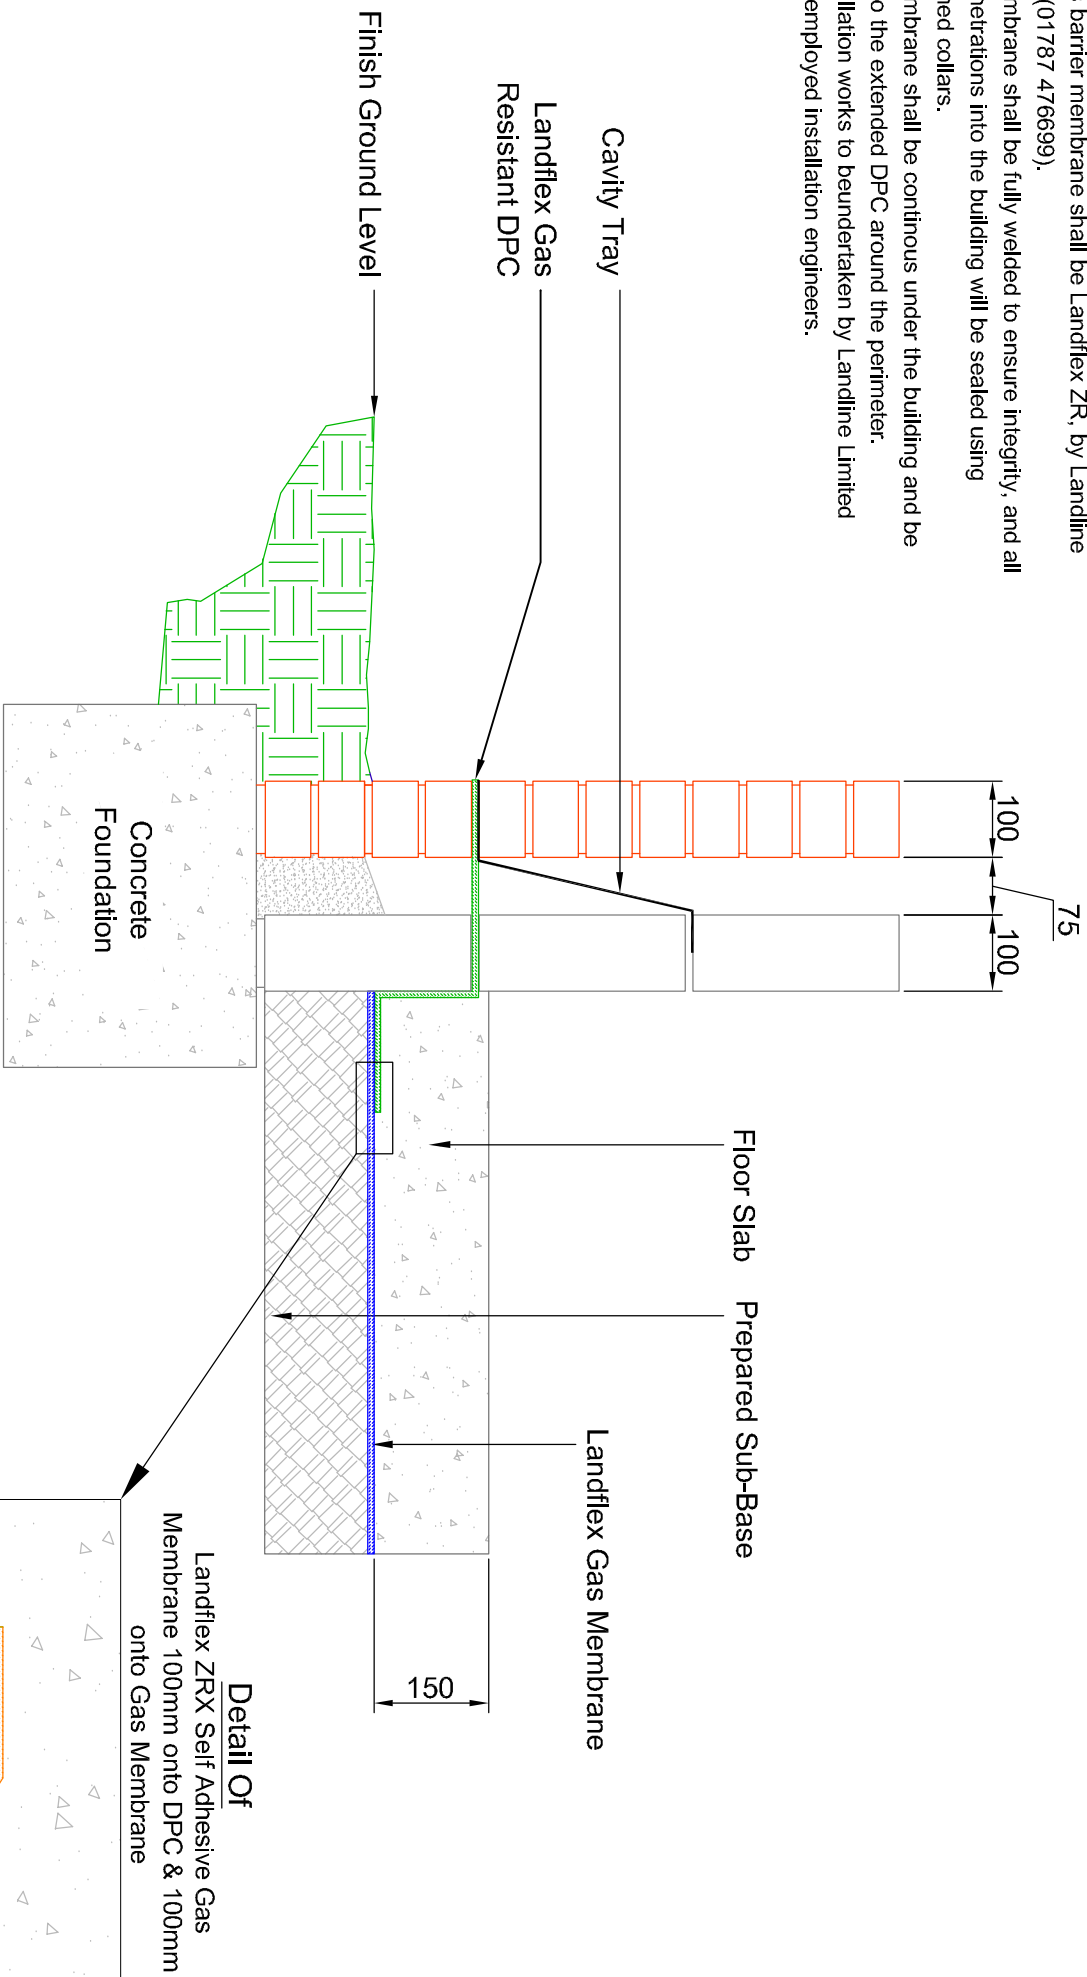 barrier membrane shall be Landflex ZR, by Landline
(01787 476699).
mbrane shall be fully welded to ensure integrity, and all
netrations into the building will be sealed using
ned collars.
mbrane shall be continous under the building and be
o the extended DPC around the perimeter.
llation works to beundertaken by Landline Limited
employed installation engineers.
75
100
100
Cavity Tray
Landflex Gas
Resistant DPC
Finish Ground Level
Floor Slab
Prepared Sub-Base
Landflex Gas Membrane
150
Concrete
Foundation
Detail Of
Landflex ZRX Self Adhesive Gas
Membrane 100mm onto DPC & 100mm
onto Gas Membrane